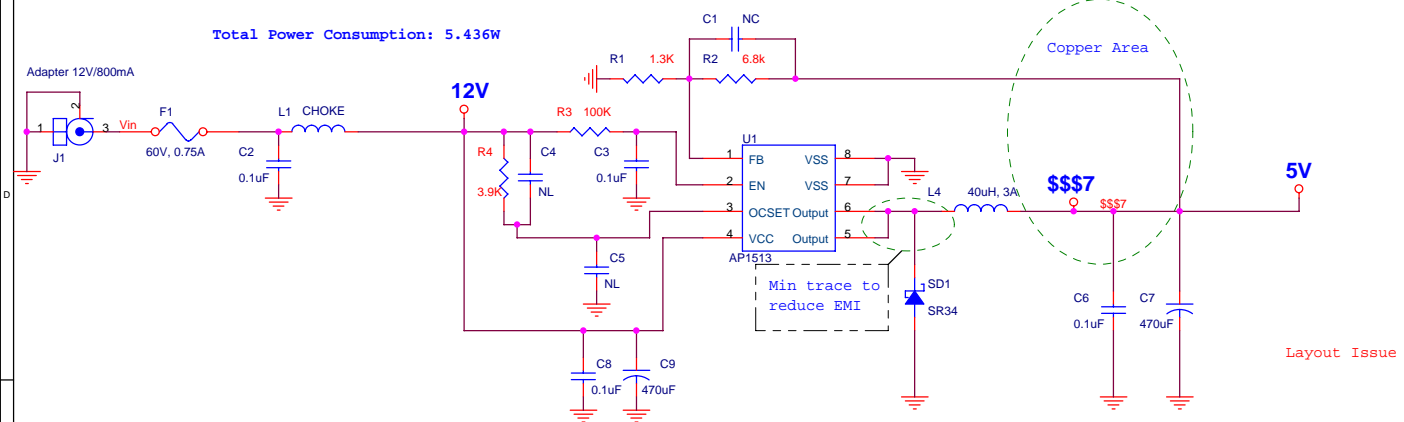 C1 NC
Total Power Consumption: 5.436W
Copper Area
R1 1.3K R2 6.8k
Adapter 12V/800mA
12V
2
F1 L1 CHOKE R3 100K
1 3 Vin
J1
60V, 0.75A
C2
0.1uF
R4
3.9K
C4
NL
C3
0.1uF
U1
1 FB VSS 8
2 EN VSS 7
3 OCSET Output 6
4 VCC Output 5
AP1513
L4 40uH, 3A
$$$7
$$$7
5V
D
C5
NL
Min trace to
reduce EMI
SD1
SR34
C6
0.1uF
C7
470uF
Layout Issue
C8
0.1uF
C9
470uF